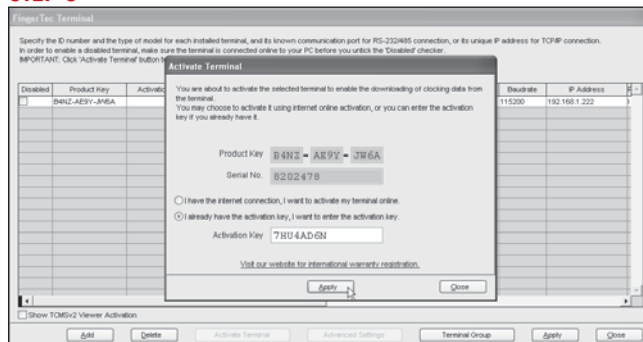 FingerTec Terminal
Specify the ID number and the type of model for each installed terminal, and its known communication port for RS-232/485 connection, or its unique IP address for TCP/IP connection.
In order to enable a disabled terminal, make sure the terminal is connected online to your PC before you untick the 'Disabled' checker.
IMPORTANT: Click 'Activate Terminal' button t
Activate Terminal
You are about to activate the selected terminal to enable the downloading of clocking data from
the terminal.
You may choose to activate it using internet online activation, or you can enter the activation
key if you already have it.
Disabled Product Key Activatio Baudrate IP Address
B4NZ-AE9Y-JW6A 115200 192.168.1.222
Product Key B4NZ - AE9Y - JW6A
Serial No. 8202478
I have the internet connection, I want to activate my terminal online.
I already have the activation key, I want to enter the activation key.
Activation Key 7HU4AD6N
Visit our website for international warranty registration.
Apply Close
Show TCMSv2 Viewer Activation
Add Delete Activate Terminal Advanced Settings Terminal Group Apply Close